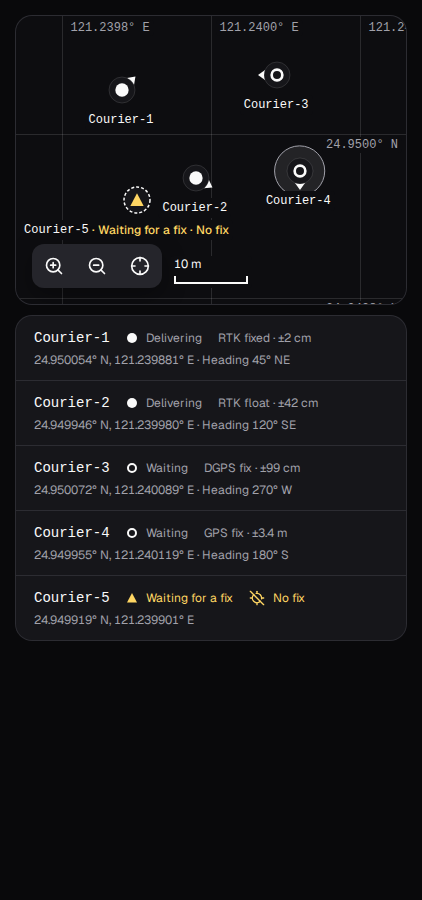 121.2398° E
121.2400° E
121.2
Courier-1
Courier-3
24.9500° N
Courier-2
Courier-4
Courier-5 · Waiting for a fix · No fix
10 m
Courier-1 Delivering RTK fixed · ±2 cm
24.950054° N, 121.239881° E · Heading 45° NE
Courier-2 Delivering RTK float · ±42 cm
24.949946° N, 121.239980° E · Heading 120° SE
Courier-3 Waiting DGPS fix · ±99 cm
24.950072° N, 121.240089° E · Heading 270° W
Courier-4 Waiting GPS fix · ±3.4 m
24.949955° N, 121.240119° E · Heading 180° S
Courier-5 Waiting for a fix No fix
24.949919° N, 121.239901° E